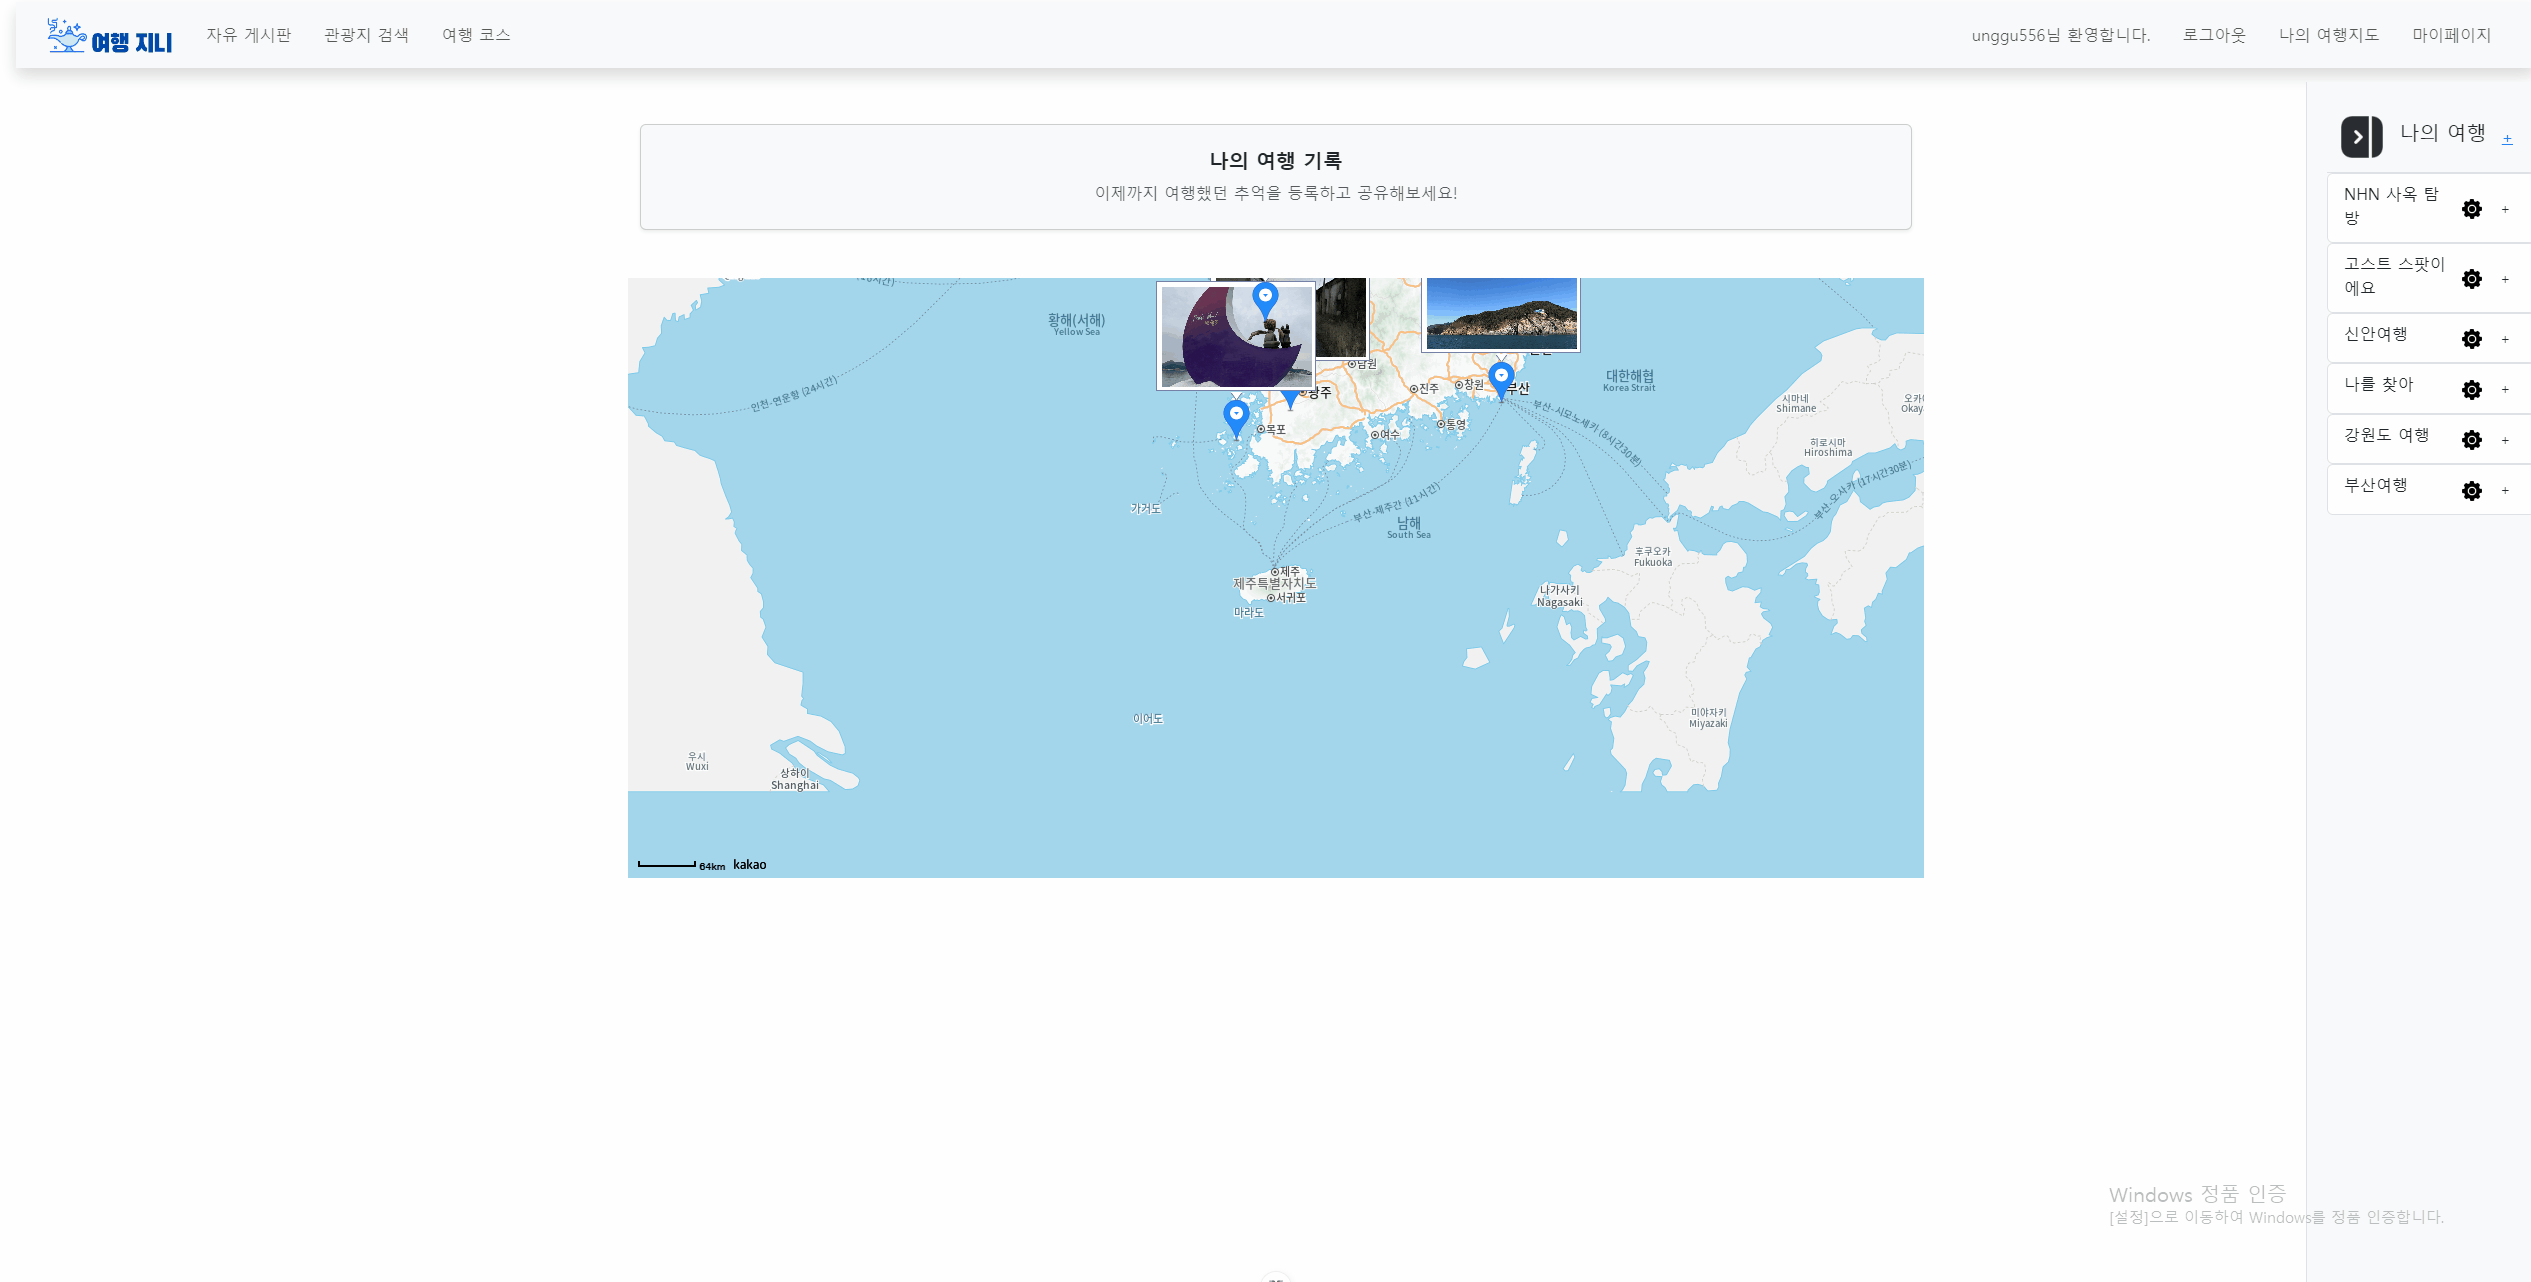 여행 지니
자유 게시판
관광지 검색
여행 코스
unggu556님 환영합니다.
로그아웃
나의 여행지도
마이페이지
나의 여행 기록
이제까지 여행했던 추억을 등록하고 공유해보세요!
나의 여행 +
NHN 사옥 탐
방
+
고스트 스팟이
에요
+
신안여행 +
나를 찾아 +
강원도 여행 +
부산여행 +
황해(서해)
Yellow Sea
인천-연운항 (24시간)
남원
광주
진주
창원
부산
목포
여수
통영
대한해협
Korea Strait
시마네
Shimane
히로시마
Hiroshima
부산-시모노세키 (8시간30분)
부산-오사카 (17시간30분)
부산-제주간 (11시간)
가거도
남해
South Sea
후쿠오카
Fukuoka
제주
제주특별자치도
서귀포
마라도
나가사키
Nagasaki
이어도
미야자키
Miyazaki
우시
Wuxi
상하이
Shanghai
64km kakao
Windows 정품 인증
[설정]으로 이동하여 Windows를 정품 인증합니다.